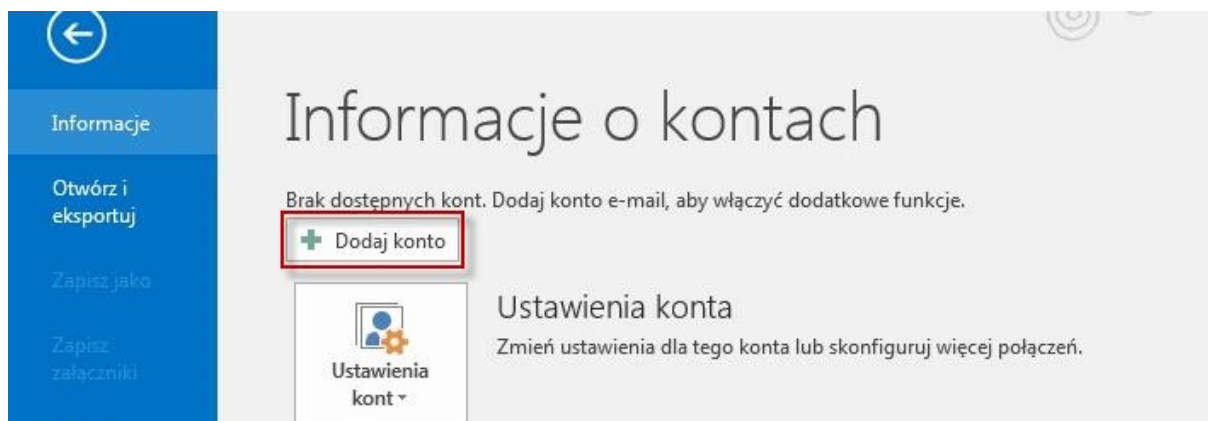 Informacje
Otwórz i
eksportuj
Zapisz jako
Zapisz
załączniki
Informacje o kontach
Brak dostępnych kont. Dodaj konto e-mail, aby włączyć dodatkowe funkcje.
Dodaj konto
Ustawienia
kont
Ustawienia konta
Zmień ustawienia dla tego konta lub skonfiguruj więcej połączeń.